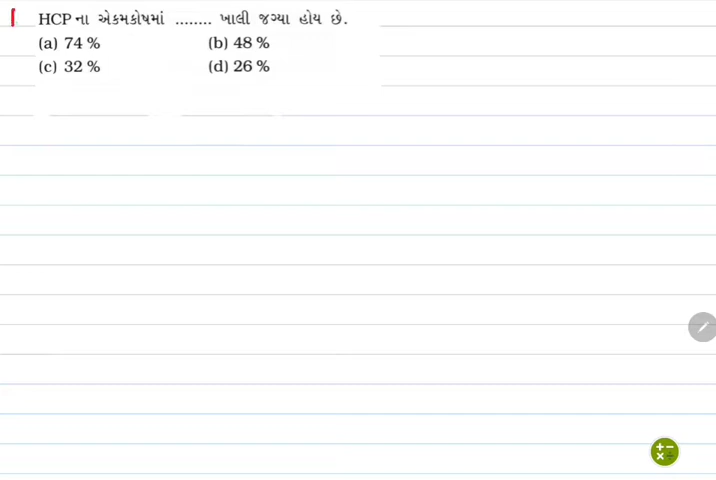 HCP ના એકમકોષમાં ........ ખાલી જગ્યા હોય છે.
(a) 74 % (b) 48 %
(c) 32 % (d) 26 %